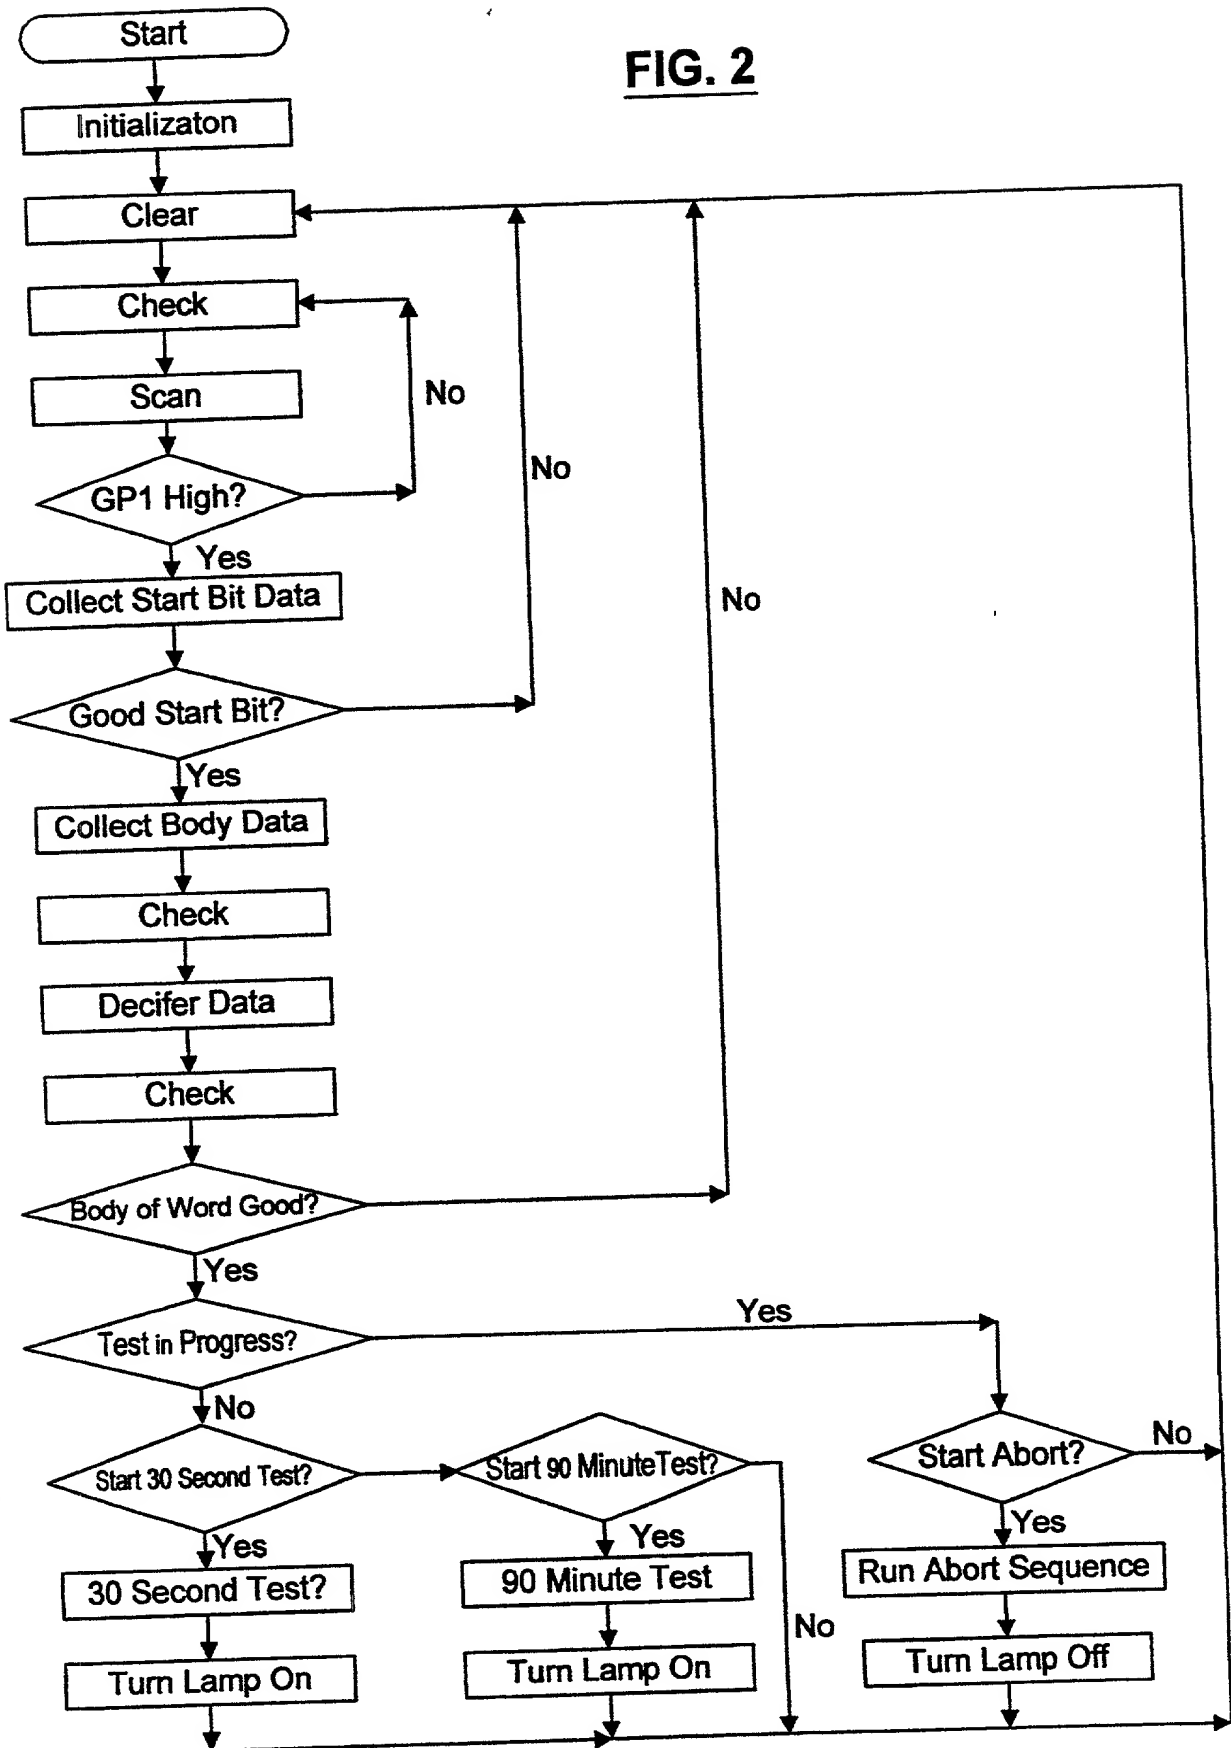 Start
FIG. 2
Initializaton
Clear
Check
Scan
No
GP1 High?
No
Yes
Collect Start Bit Data
No
Good Start Bit?
Yes
Collect Body Data
Check
Decifer Data
Check
Body of Word Good?
Yes
Test in Progress?
Yes
No
Start 30 Second Test?
Start 90 MinuteTest?
Start Abort?
No
Yes
Yes
Yes
30 Second Test?
90 Minute Test
Run Abort Sequence
No
Turn Lamp On
Turn Lamp On
Turn Lamp Off